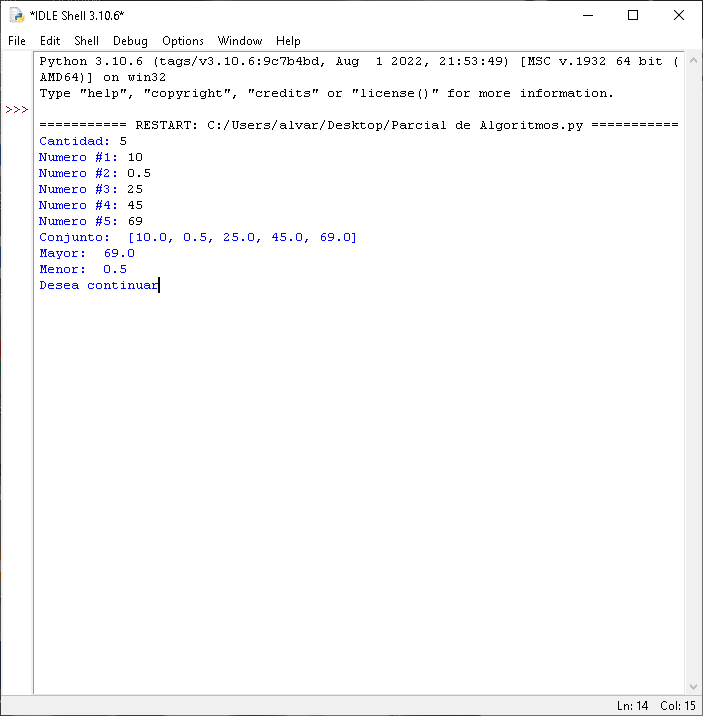 *IDLE Shell 3.10.6*
File Edit Shell Debug Options Window Help
Python 3.10.6 (tags/v3.10.6:9c7b4bd, Aug  1 2022, 21:53:49) [MSC v.1932 64 bit (
AMD64)] on win32
Type "help", "copyright", "credits" or "license()" for more information.
>>>
=========== RESTART: C:/Users/alvar/Desktop/Parcial de Algoritmos.py ===========
Cantidad: 5
Numero #1: 10
Numero #2: 0.5
Numero #3: 25
Numero #4: 45
Numero #5: 69
Conjunto:  [10.0, 0.5, 25.0, 45.0, 69.0]
Mayor:  69.0
Menor:  0.5
Desea continuar
Ln: 14 Col: 15